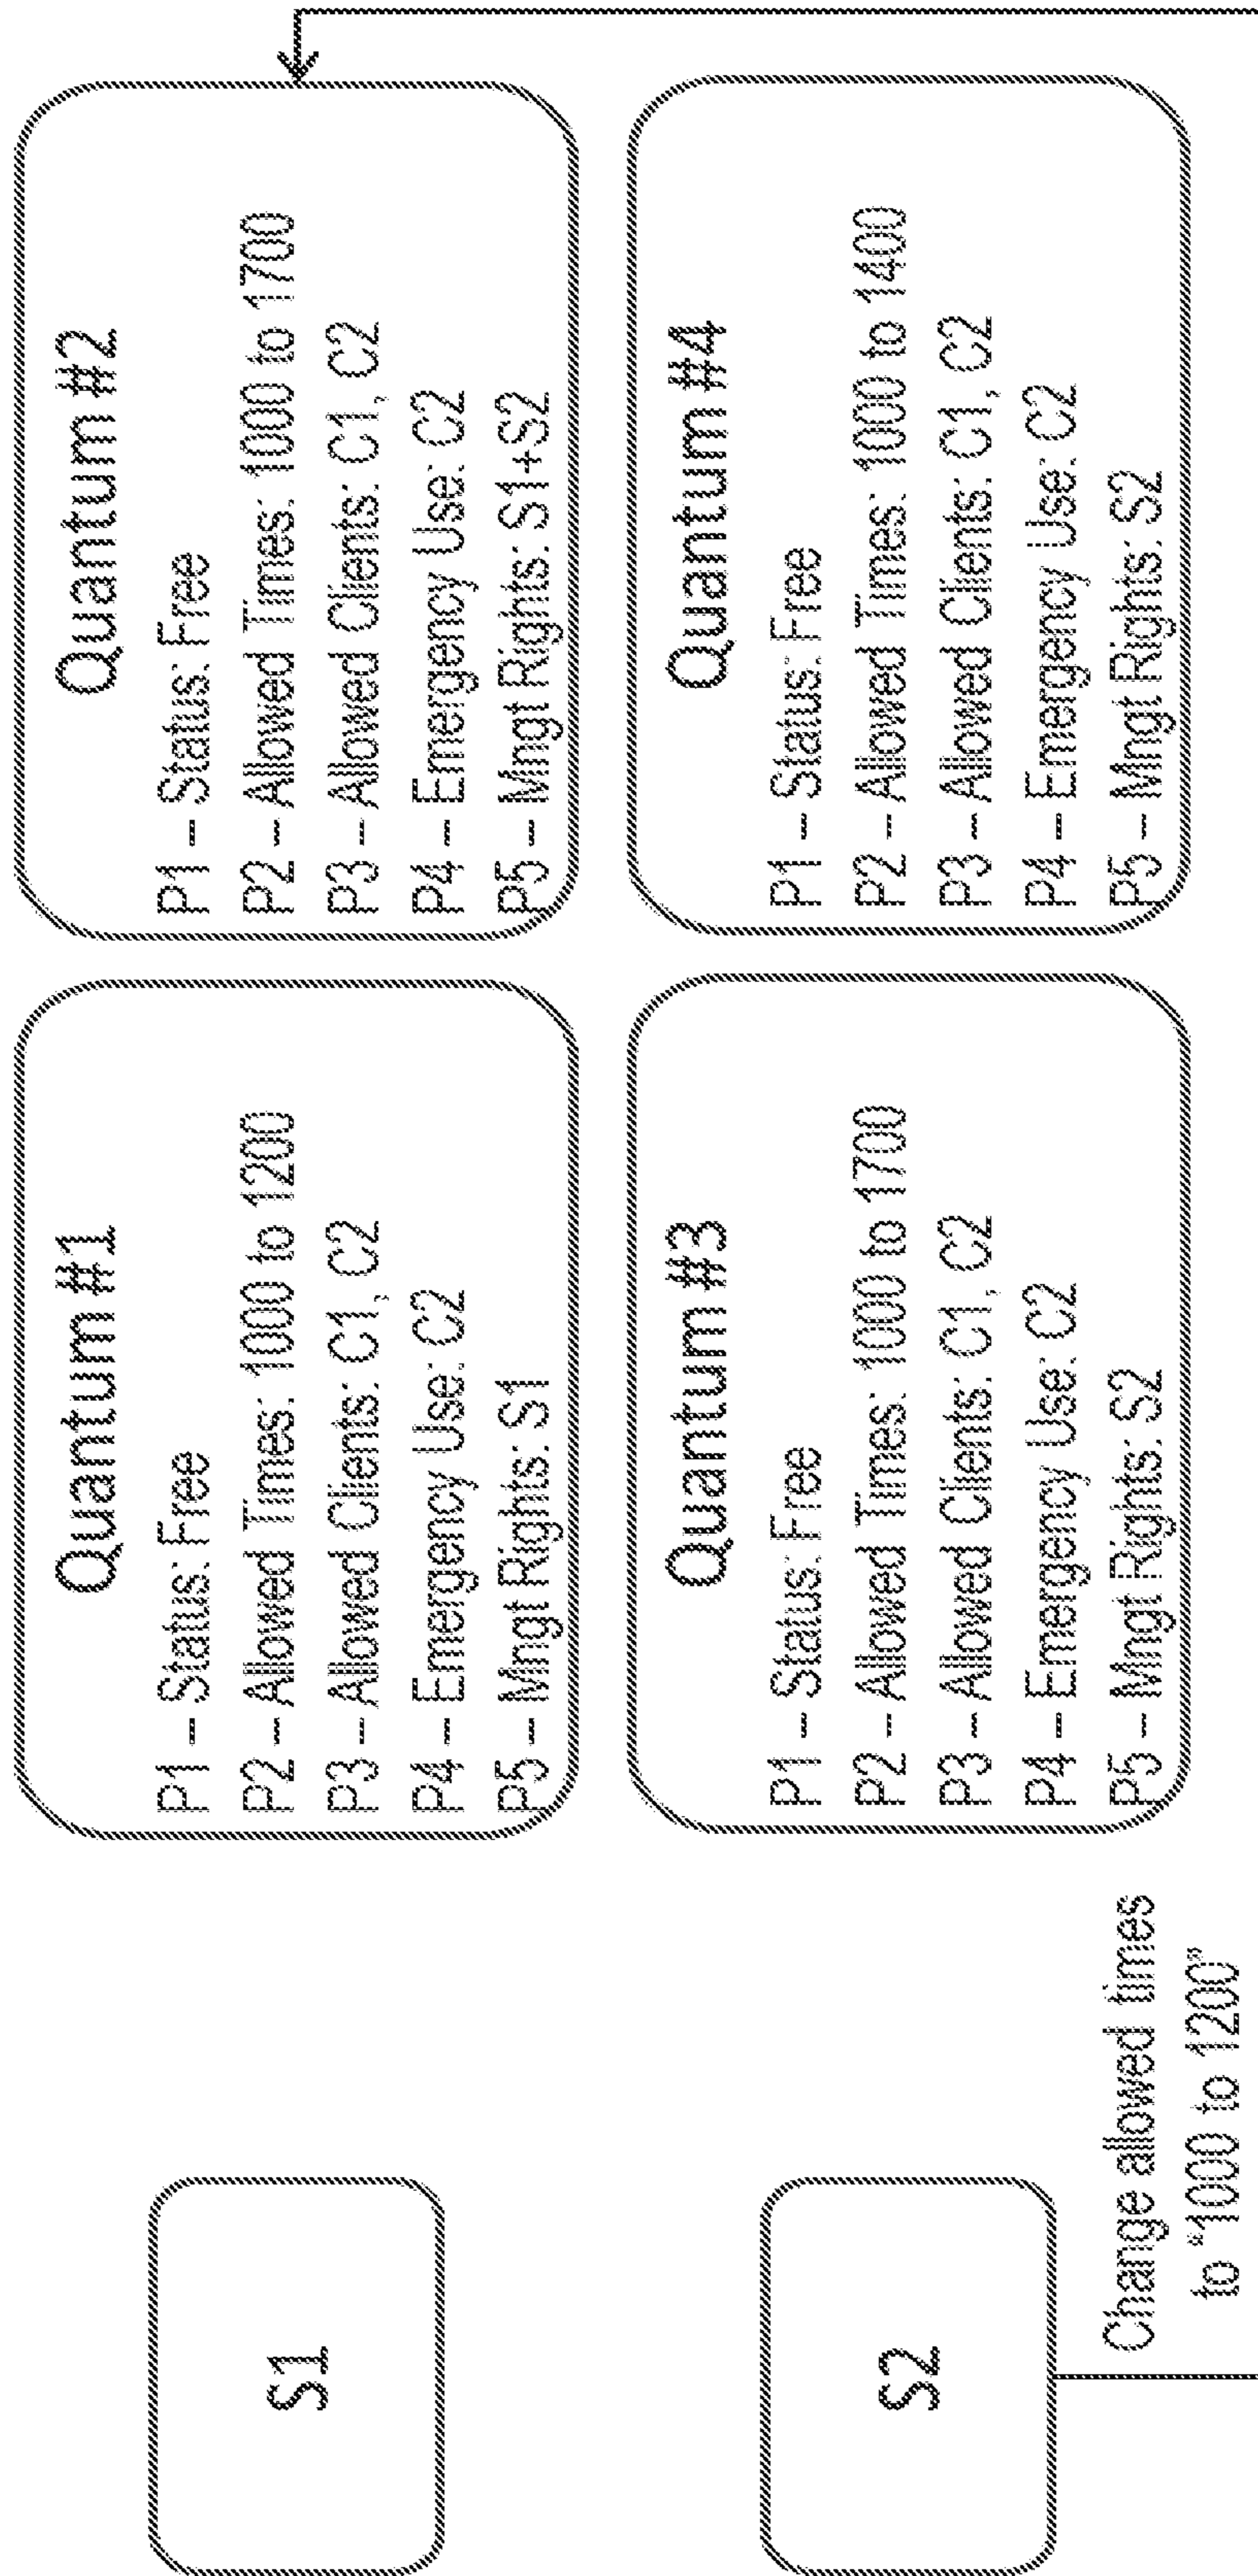 S1
Quantum #1
P1 – Status: Free
P2 – Allowed Times: 1000 to 1200
P3 – Allowed Clients: C1, C2
P4 – Emergency Use: C2
P5 – Mngt Rights: S1
Quantum #2
P1 – Status: Free
P2 – Allowed Times: 1000 to 1700
P3 – Allowed Clients: C1, C2
P4 – Emergency Use: C2
P5 – Mngt Rights: S1+S2
S2
Quantum #3
P1 – Status: Free
P2 – Allowed Times: 1000 to 1700
P3 – Allowed Clients: C1, C2
P4 – Emergency Use: C2
P5 – Mngt Rights: S2
Quantum #4
P1 – Status: Free
P2 – Allowed Times: 1000 to 1400
P3 – Allowed Clients: C1, C2
P4 – Emergency Use: C2
P5 – Mngt Rights: S2
Change allowed times
to “1000 to 1200”